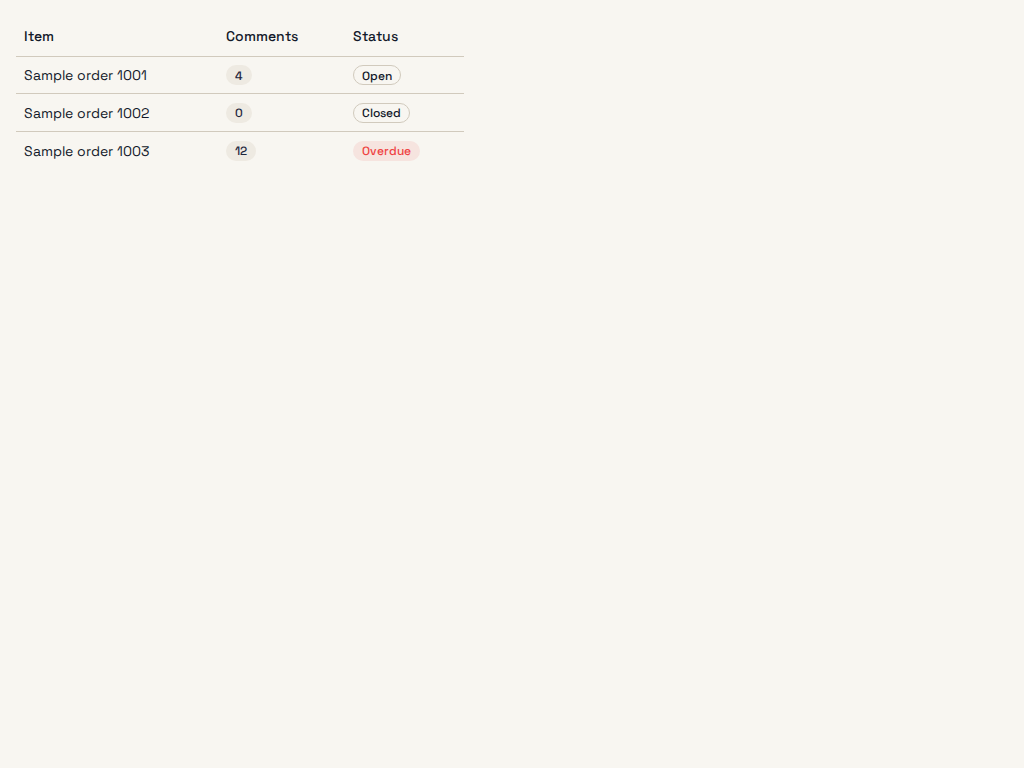 Item Comments Status
Sample order 1001 4 Open
Sample order 1002 0 Closed
Sample order 1003 12 Overdue